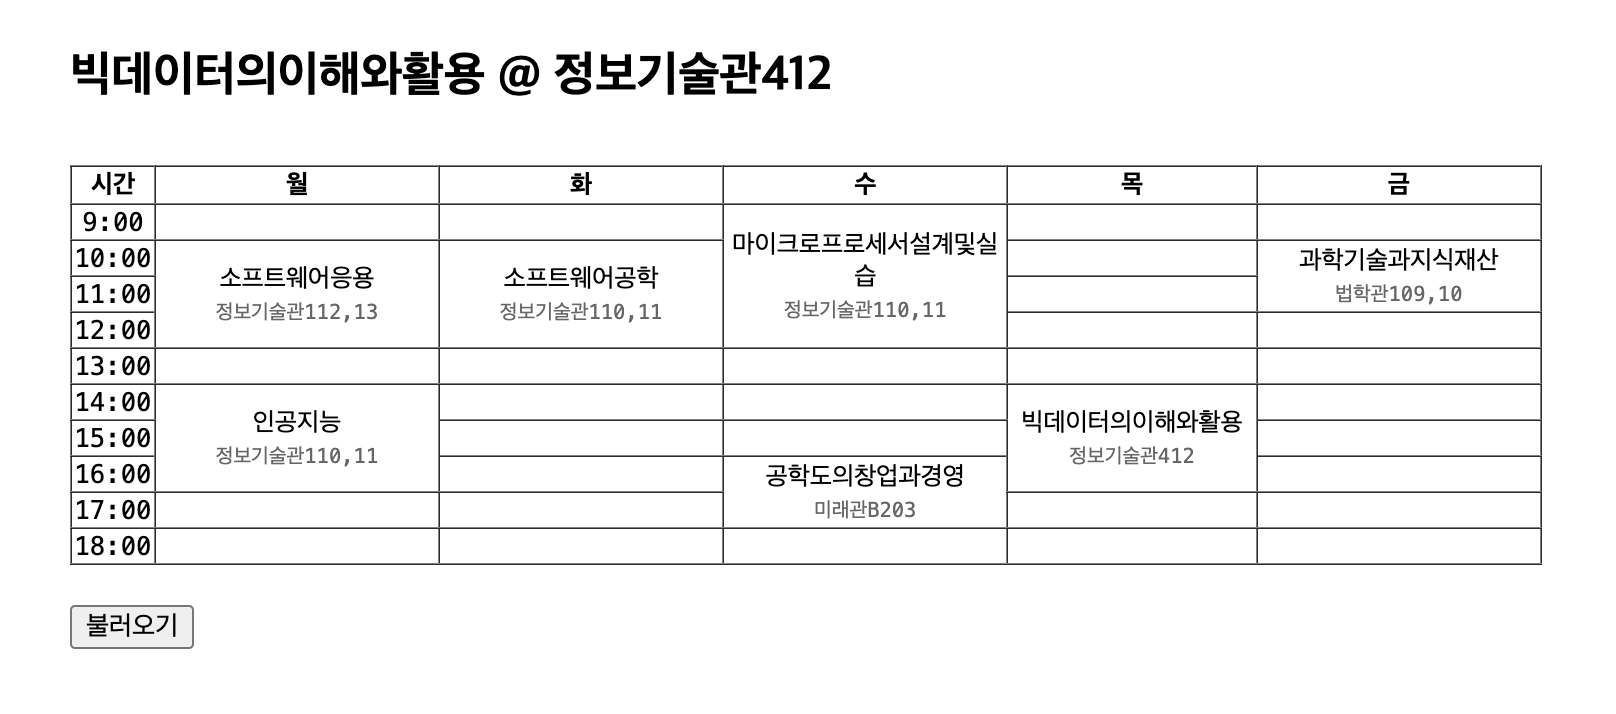 빅데이터의이해와활용 @ 정보기술관412
시간 월 화 수 목 금
9:00
마이크로프로세서설계및실
습
정보기술관110,11
10:00
소프트웨어응용
정보기술관112,13
소프트웨어공학
정보기술관110,11
과학기술과지식재산
법학관109,10
11:00
12:00
13:00
14:00
인공지능
정보기술관110,11
빅데이터의이해와활용
정보기술관412
15:00
16:00
공학도의창업과경영
미래관B203
17:00
18:00
불러오기